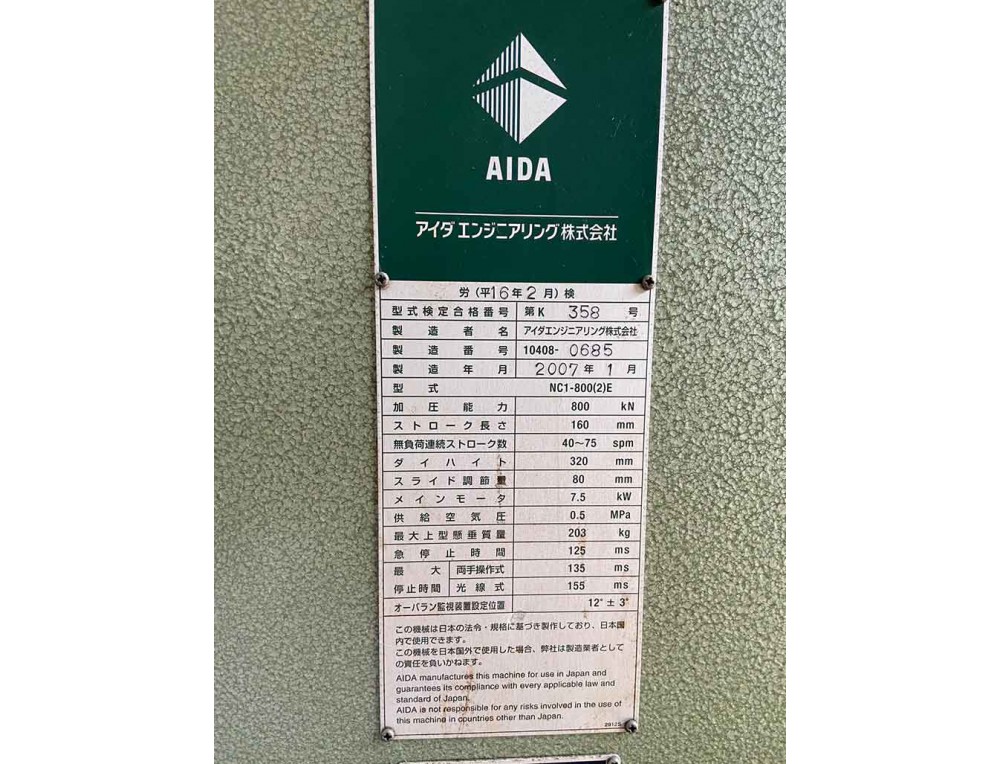 AIDA
アイダエンジニアリング株式会社
労(平16年2月)検
型式検定合格番号 第K 358 号
製造者名 アイダエンジニアリング株式会社
製造番号 10408-0685
製造年月 2007年1月
型式 NC1-800(2)E
加圧能力 800 kN
ストローク長さ 160 mm
無負荷連続ストローク数 40～75 spm
ダイハイト 320 mm
スライド調節量 80 mm
メインモータ 7.5 kW
供給空気圧 0.5 MPa
最大上型懸垂質量 203 kg
急停止時間 125 ms
最大 両手操作式 135 ms
停止時間 光線式 155 ms
オーバラン監視装置設定位置 12°±3°
この機械は日本の法令・規格に基づき製作しており、日本国
内で使用できます。
この機械を日本国外で使用した場合、弊社は製造業者として
の責任を負いかねます。
AIDA manufactures this machine for use in Japan and
guarantees its compliance with every applicable law and
standard of Japan.
AIDA is not responsible for any risks involved in the use of
this machine in countries other than Japan.